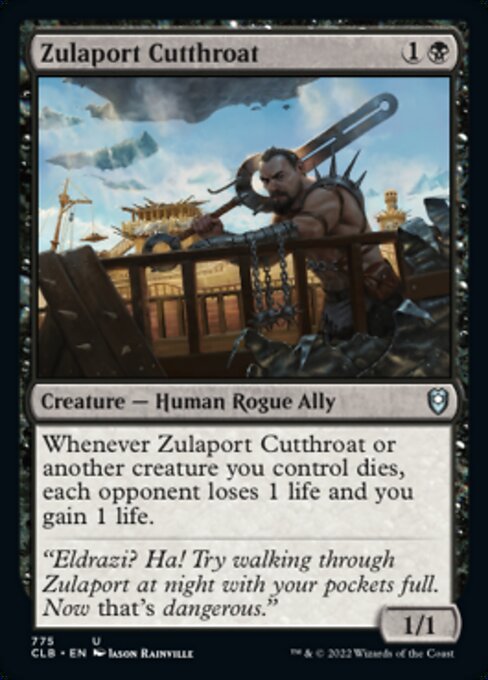 Zulaport Cutthroat 1
Creature — Human Rogue Ally
Whenever Zulaport Cutthroat or
another creature you control dies,
each opponent loses 1 life and you
gain 1 life.
“Eldrazi? Ha! Try walking through
Zulaport at night with your pockets full.
Now that’s dangerous.”
1/1
775 U
CLB • EN Jason Rainville
™ & © 2022 Wizards of the Coast